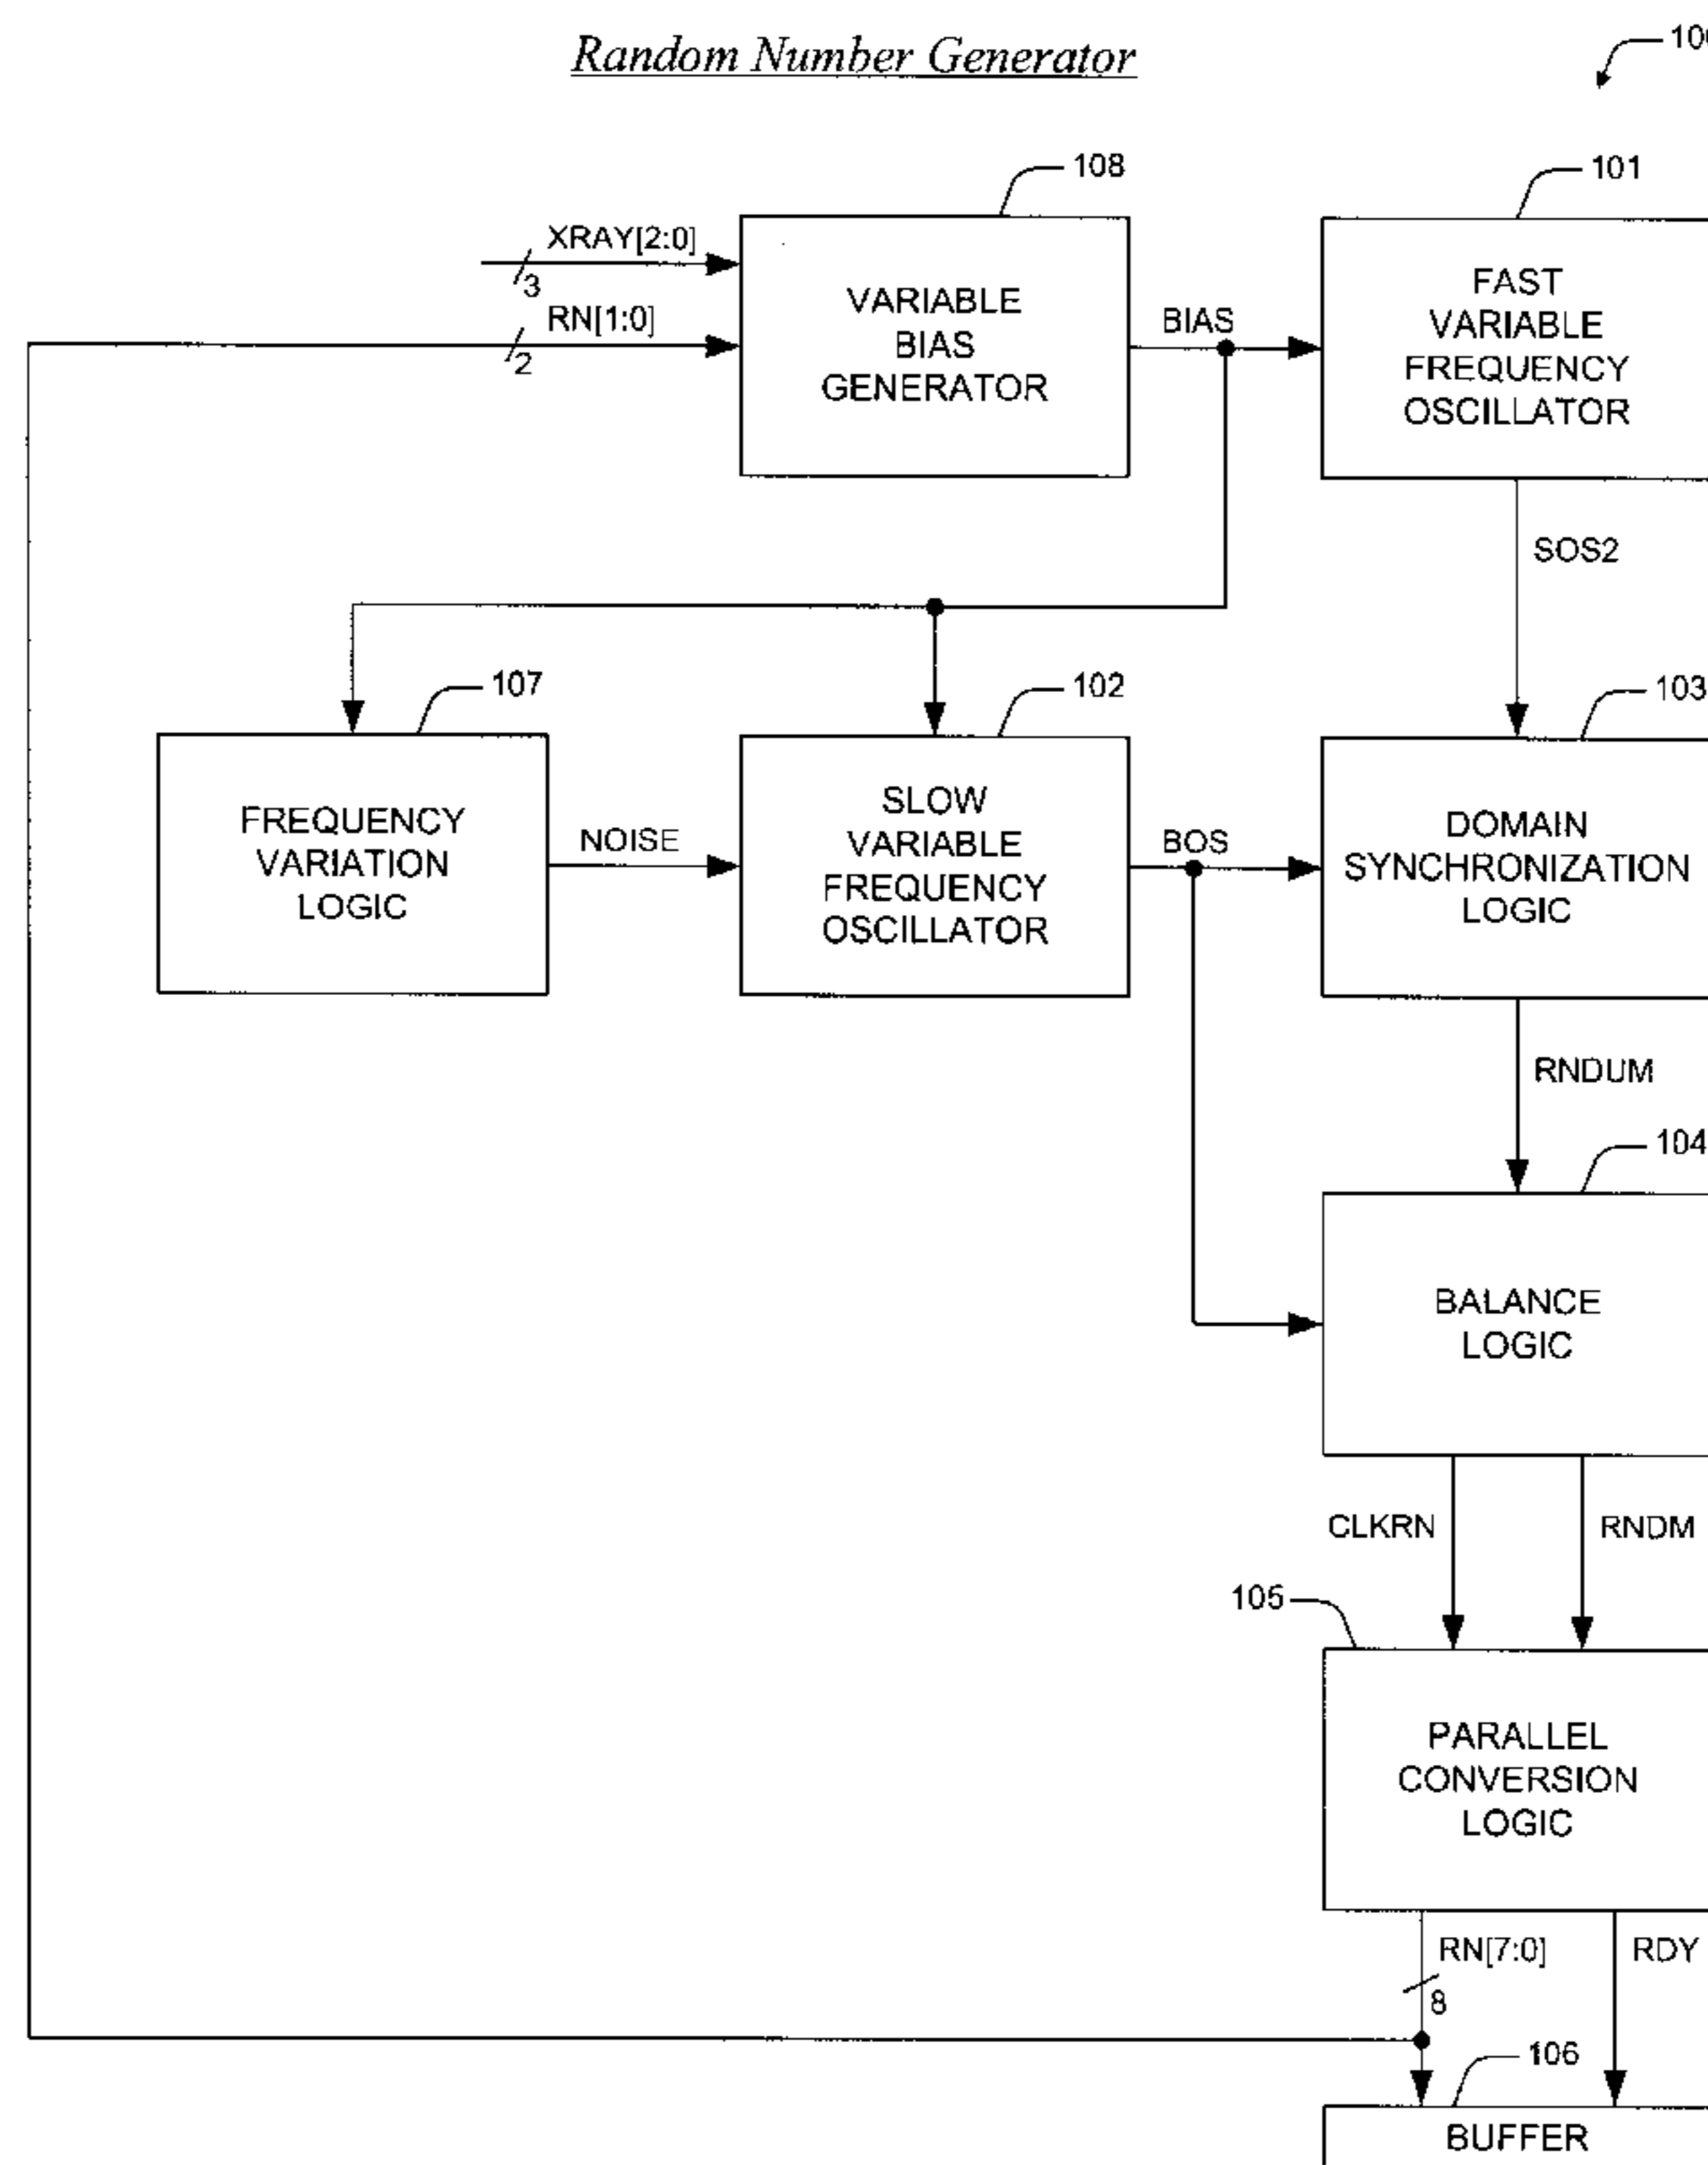 Random Number Generator
108
101
XRAY[2:0]
3
RN[1:0]
2
VARIABLE
BIAS
GENERATOR
BIAS
FAST
VARIABLE
FREQUENCY
OSCILLATOR
SOS2
107
102
103
FREQUENCY
VARIATION
LOGIC
NOISE
SLOW
VARIABLE
FREQUENCY
OSCILLATOR
BOS
DOMAIN
SYNCHRONIZATION
LOGIC
RNDUM
104
BALANCE
LOGIC
CLKRN
RNDM
105
PARALLEL
CONVERSION
LOGIC
RN[7:0]
RDY
8
106
BUFFER